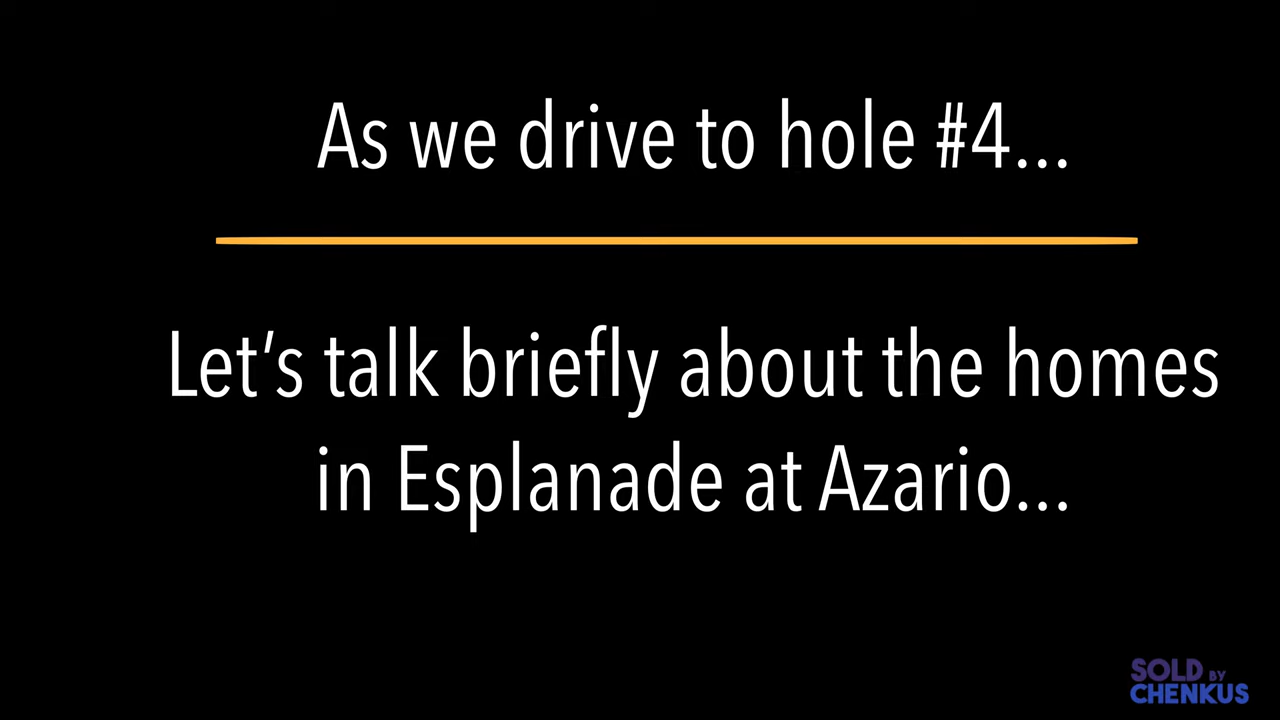 As we drive to hole #4...
Let‘s talk briefly about the homes
in Esplanade at Azario...
SOLD BY
CHENKUS